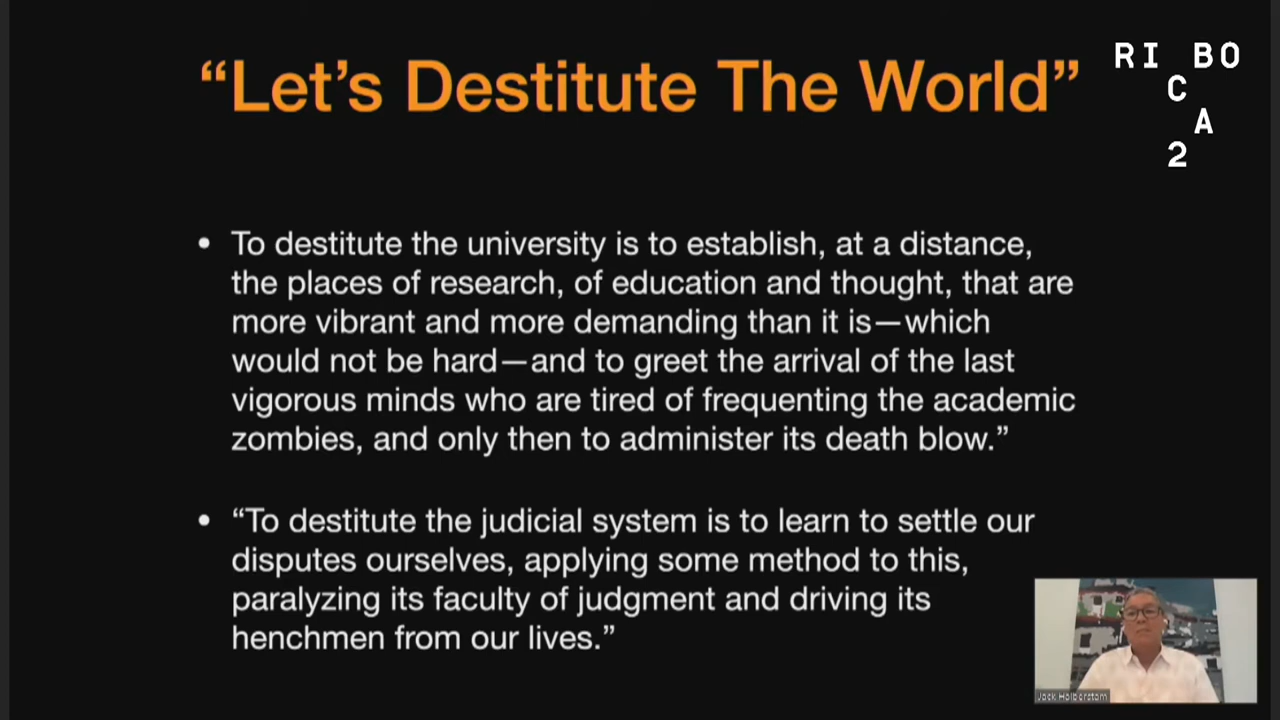 “Let’s Destitute The World”
RI BO
C
A
2
• To destitute the university is to establish, at a distance,
the places of research, of education and thought, that are
more vibrant and more demanding than it is—which
would not be hard—and to greet the arrival of the last
vigorous minds who are tired of frequenting the academic
zombies, and only then to administer its death blow.”
• “To destitute the judicial system is to learn to settle our
disputes ourselves, applying some method to this,
paralyzing its faculty of judgment and driving its
henchmen from our lives.”
Jack Halberstam